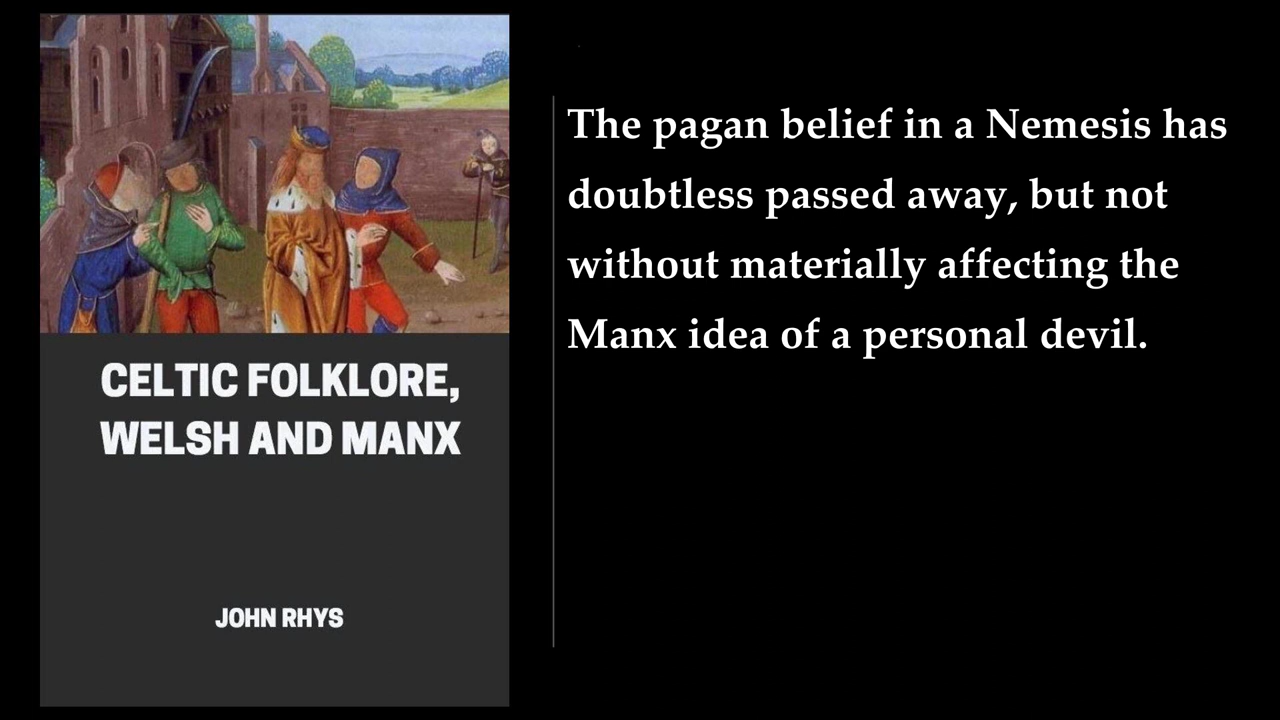 CELTIC FOLKLORE,
WELSH AND MANX
JOHN RHYS
The pagan belief in a Nemesis has
doubtless passed away, but not
without materially affecting the
Manx idea of a personal devil.